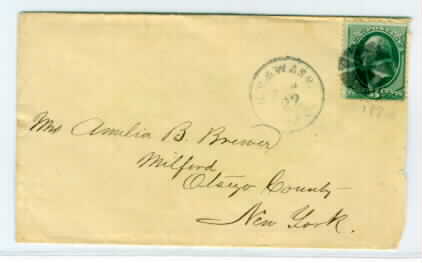 Mrs Amelia B. Brewer
Milford
Otsego County
New York.